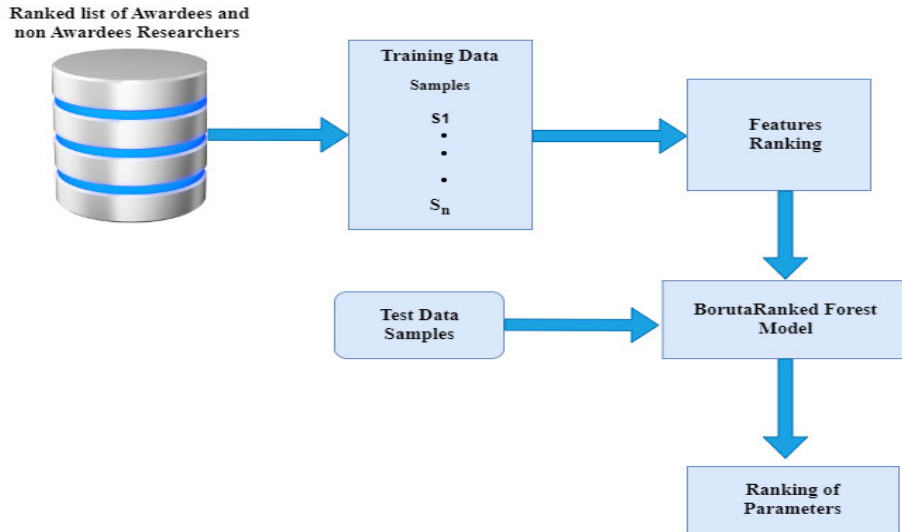 Ranked list of Awardees and
non Awardees Researchers
Training Data
Samples
S1
Sn
Features
Ranking
Test Data
Samples
BorutaRanked Forest
Model
Ranking of
Parameters